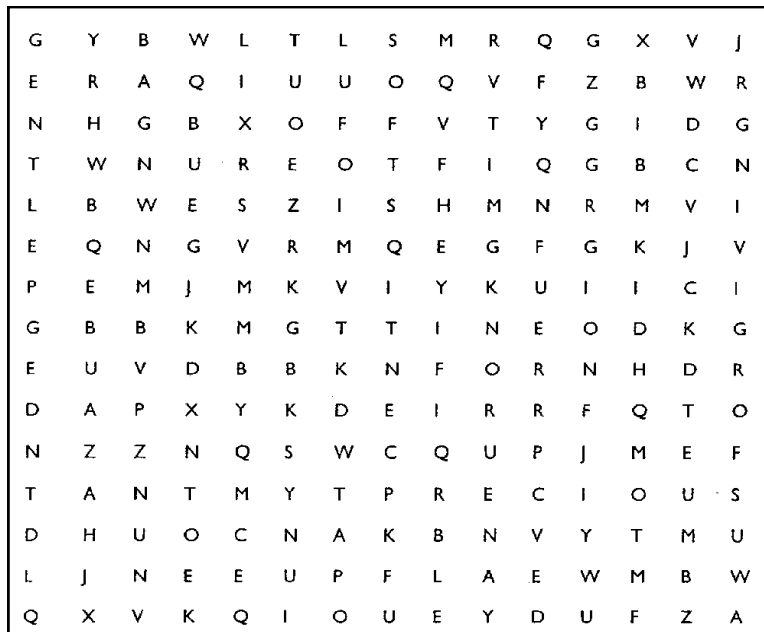 G Y B W L T L S M R Q G X V J
E R A Q I U U O Q V F Z B W R
N H G B X O F F V T Y G I D G
T W N U R E O T F I Q G B C N
L B W E S Z I S H M N R M V I
E Q N G V R M Q E G F G K J V
P E M J M K V I Y K U I I C I
G B B K M G T T I N E O D K G
E U V D B B K N F O R N H D R
D A P X Y K D E I R R F Q T O
N Z Z N Q S W C Q U P J M E F
T A N T M Y T P R E C I O U S
D H U O C N A K B N V Y T M U
L J N E E U P F L A E W M B W
Q X V K Q I O U E Y D U F Z A